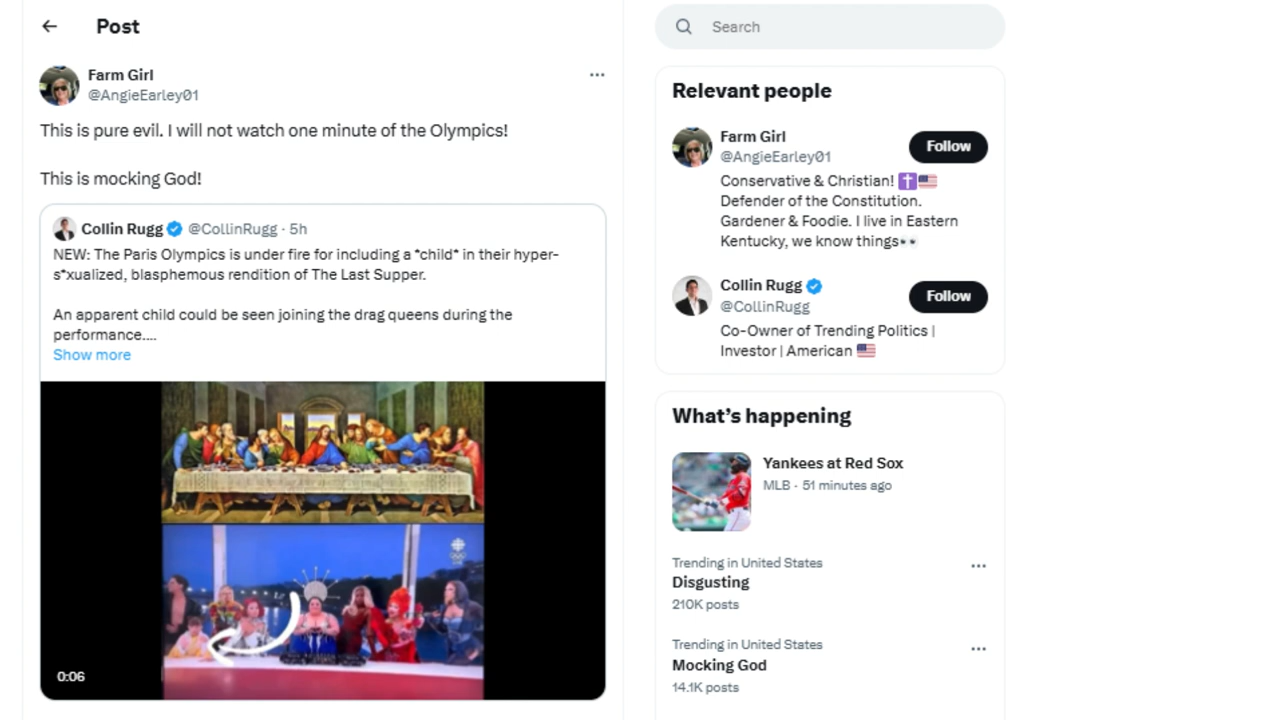 Post
Farm Girl
@AngieEarley01
This is pure evil. I will not watch one minute of the Olympics!
This is mocking God!
Collin Rugg @CollinRugg · 5h
NEW: The Paris Olympics is under fire for including a *child* in their hyper-
s*xualized, blasphemous rendition of The Last Supper.
An apparent child could be seen joining the drag queens during the
performance....
Show more
0:06
Search
Relevant people
Farm Girl
@AngieEarley01
Follow
Conservative & Christian! ✝️🇺🇸
Defender of the Constitution.
Gardener & Foodie. I live in Eastern
Kentucky, we know things👀
Collin Rugg
@CollinRugg
Follow
Co-Owner of Trending Politics |
Investor | American 🇺🇸
What's happening
Yankees at Red Sox
MLB · 51 minutes ago
Trending in United States
Disgusting
210K posts
Trending in United States
Mocking God
14.1K posts